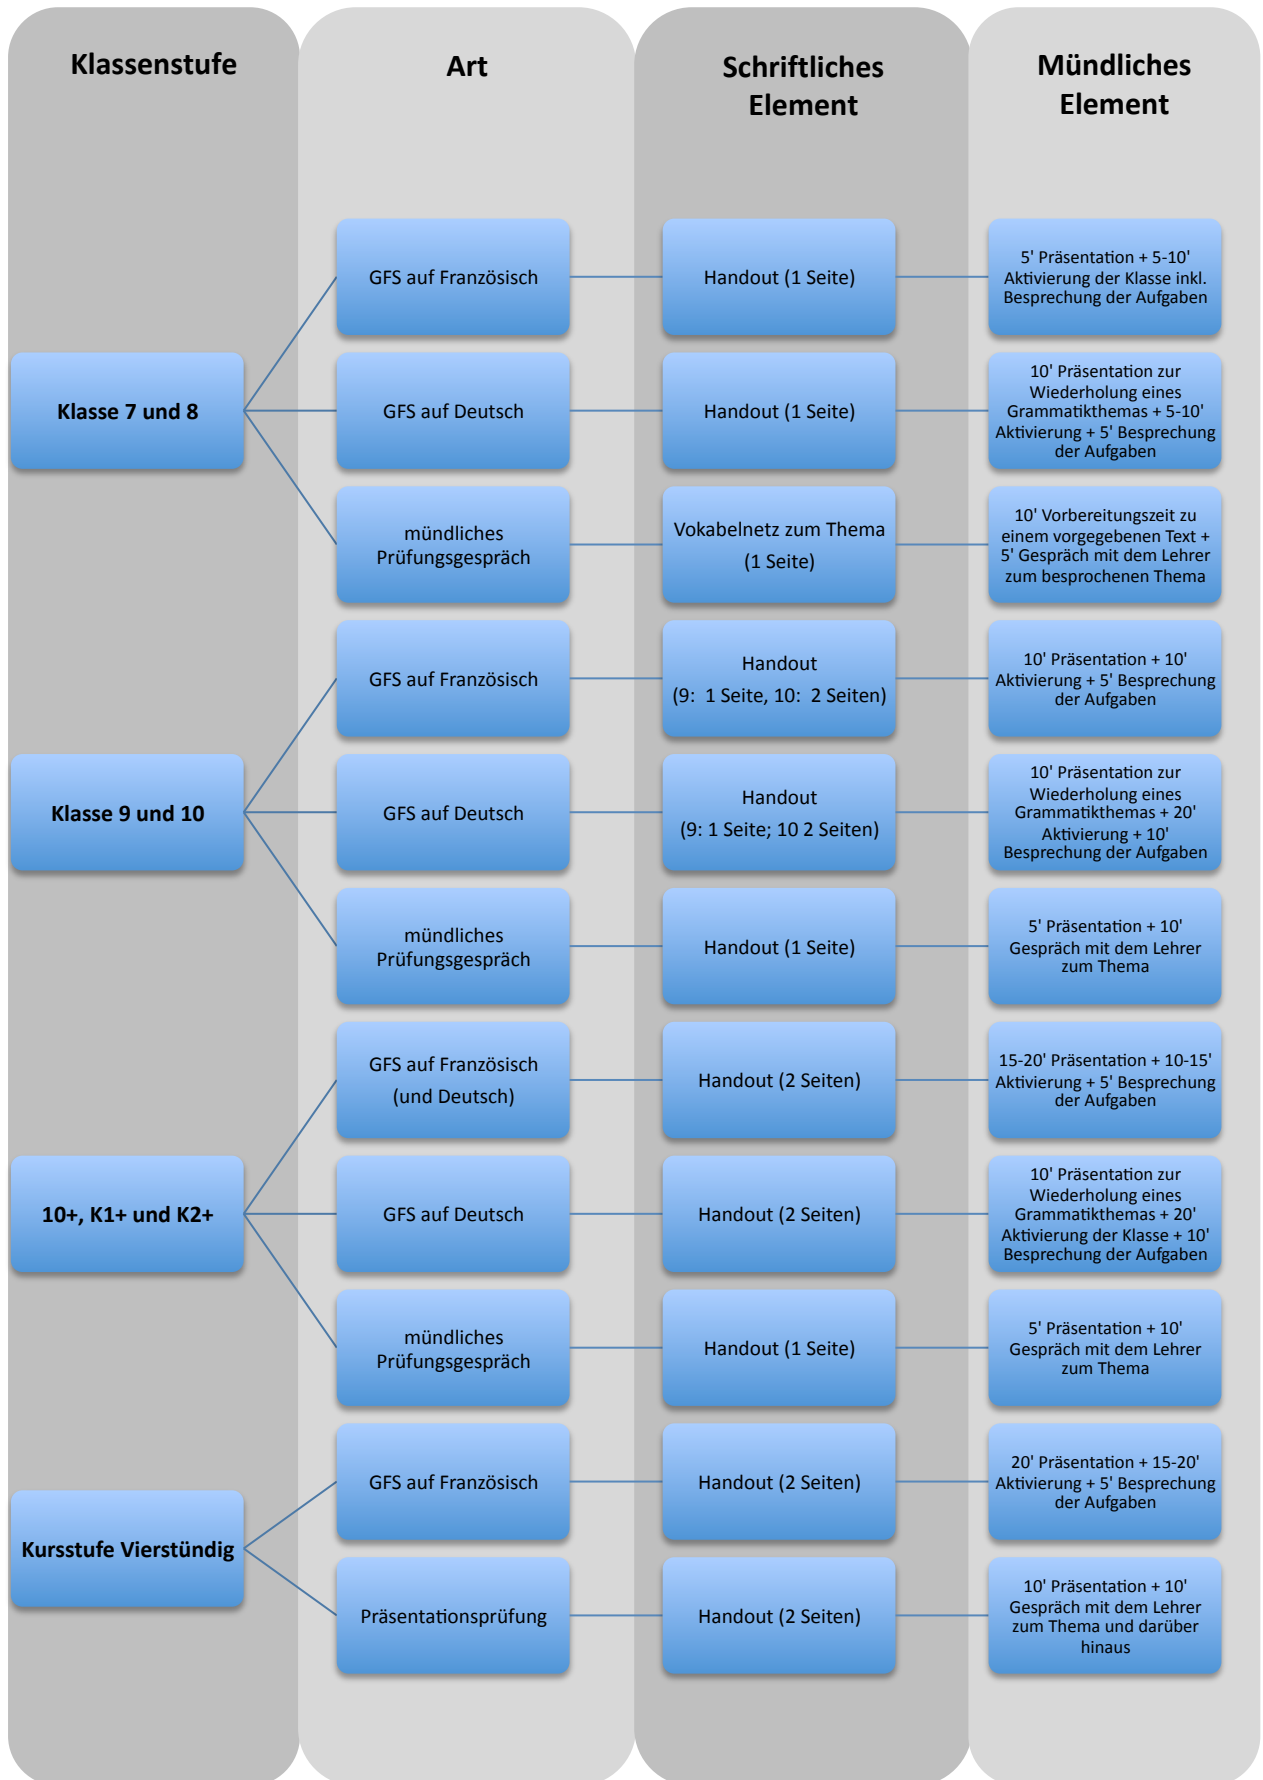 Klassenstufe
Art
Schriftliches
Element
Mündliches
Element
Klasse 7 und 8
GFS auf Französisch
Handout (1 Seite)
5' Präsentation + 5-10'
Aktivierung der Klasse inkl.
Besprechung der Aufgaben
GFS auf Deutsch
Handout (1 Seite)
10' Präsentation zur
Wiederholung eines
Grammatikthemas + 5-10'
Aktivierung + 5' Besprechung
der Aufgaben
mündliches
Prüfungsgespräch
Vokabelnetz zum Thema
(1 Seite)
10' Vorbereitungszeit zu
einem vorgegebenen Text +
5' Gespräch mit dem Lehrer
zum besprochenen Thema
Klasse 9 und 10
GFS auf Französisch
Handout
(9: 1 Seite, 10: 2 Seiten)
10' Präsentation + 10'
Aktivierung + 5' Besprechung
der Aufgaben
GFS auf Deutsch
Handout
(9: 1 Seite; 10 2 Seiten)
10' Präsentation zur
Wiederholung eines
Grammatikthemas + 20'
Aktivierung + 10'
Besprechung der Aufgaben
mündliches
Prüfungsgespräch
Handout (1 Seite)
5' Präsentation + 10'
Gespräch mit dem Lehrer
zum Thema
10+, K1+ und K2+
GFS auf Französisch
(und Deutsch)
Handout (2 Seiten)
15-20' Präsentation + 10-15'
Aktivierung + 5' Besprechung
der Aufgaben
GFS auf Deutsch
Handout (2 Seiten)
10' Präsentation zur
Wiederholung eines
Grammatikthemas + 20'
Aktivierung der Klasse + 10'
Besprechung der Aufgaben
mündliches
Prüfungsgespräch
Handout (1 Seite)
5' Präsentation + 10'
Gespräch mit dem Lehrer
zum Thema
Kursstufe Vierstündig
GFS auf Französisch
Handout (2 Seiten)
20' Präsentation + 15-20'
Aktivierung + 5' Besprechung
der Aufgaben
Präsentationsprüfung
Handout (2 Seiten)
10' Präsentation + 10'
Gespräch mit dem Lehrer
zum Thema und darüber
hinaus